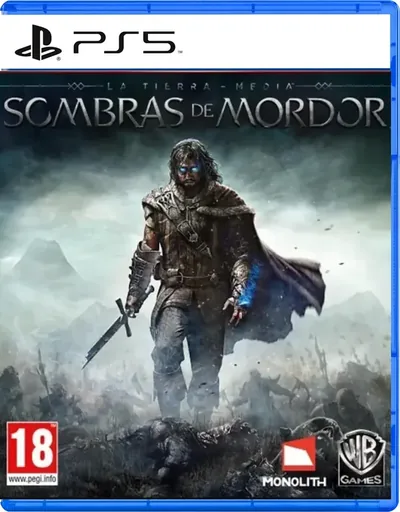 PS5
LA TIERRA-MEDIA
SOMBRAS DE MORDOR
18
www.pegi.info
MONOLITH
WB
GAMES